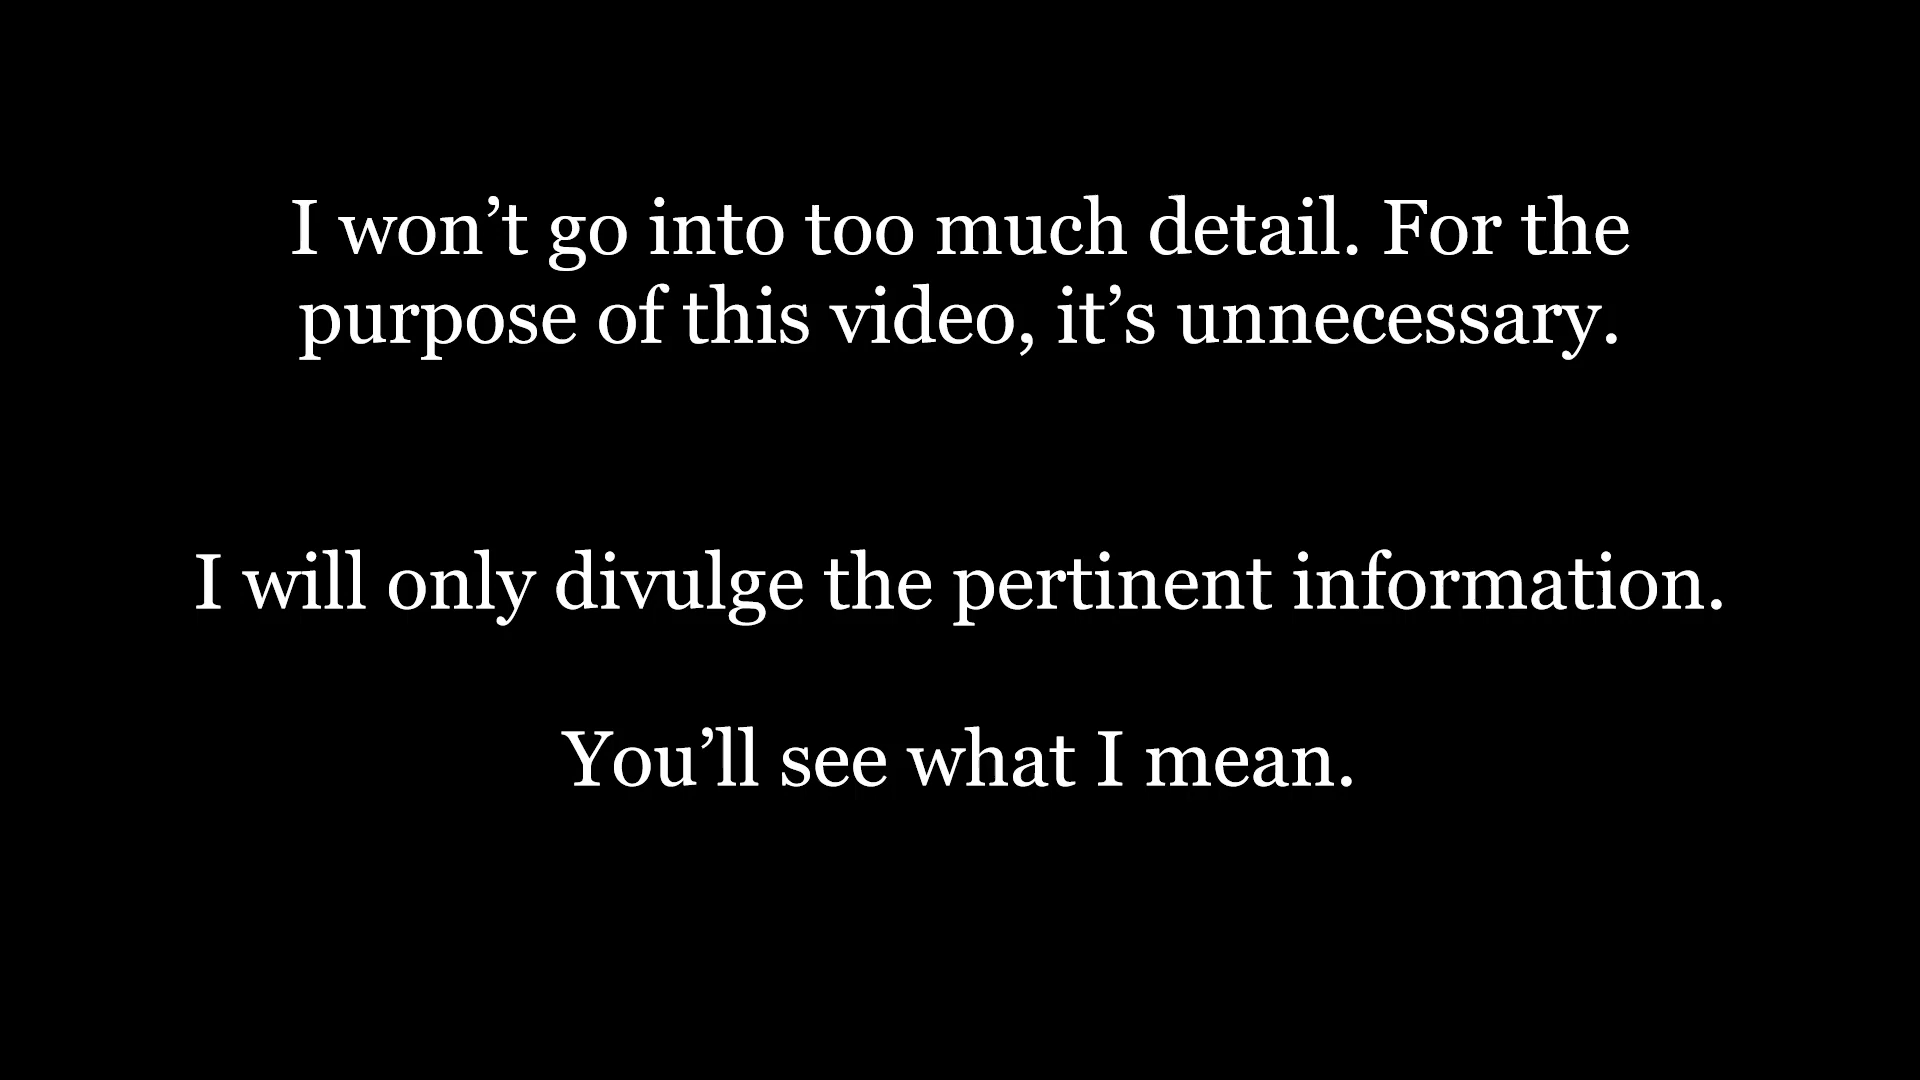 I won’t go into too much detail. For the
purpose of this video, it’s unnecessary.
I will only divulge the pertinent information.
You’ll see what I mean.